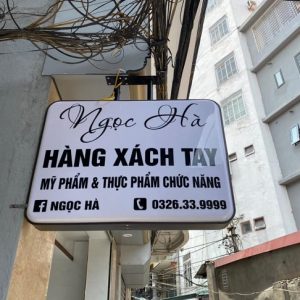 Ngọc Hà
HÀNG XÁCH TAY
MỸ PHẨM & THỰC PHẨM CHỨC NĂNG
NGỌC HÀ 0326.33.9999